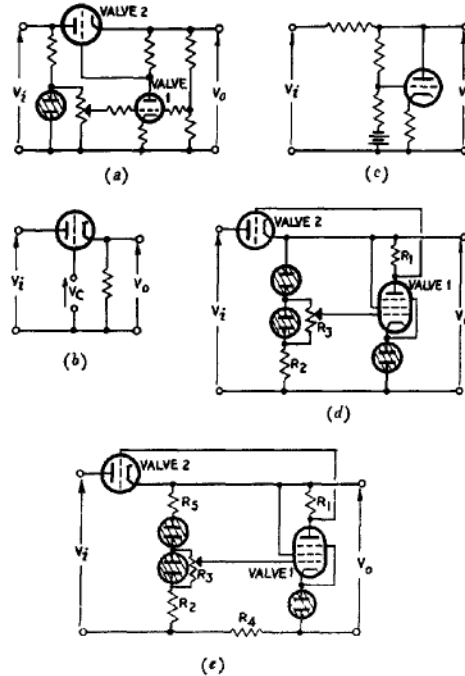 VALVE 2
Vi
VALVE
1
Vo
(a)
Vi
V
(c)
Vi
Vc
Vo
(b)
VALVE 2
R1
VALVE 1
Vi
R3
R2
V
(d)
VALVE 2
R5
R1
Vi
R3
VALVE 1
Vo
R2
R4
(e)